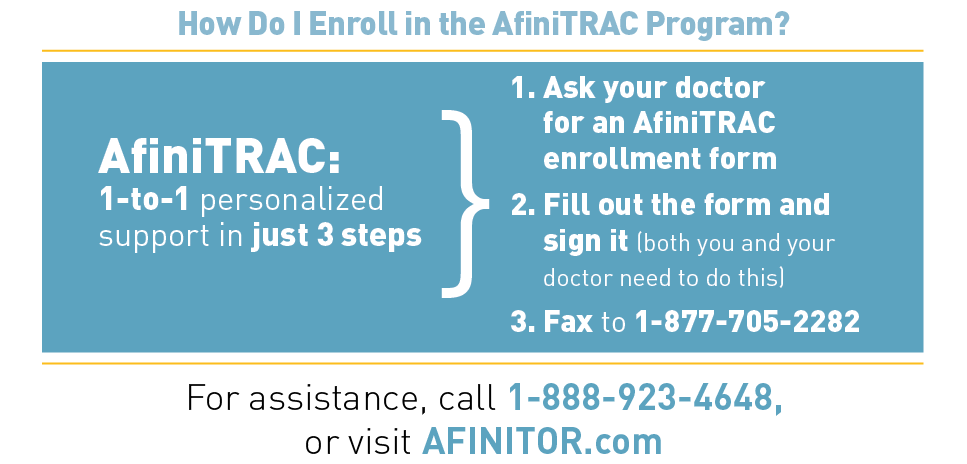 How Do I Enroll in the AfiniTRAC Program?
AfiniTRAC:
1-to-1 personalized
support in just 3 steps
1. Ask your doctor
for an AfiniTRAC
enrollment form
2. Fill out the form and
sign it (both you and your
doctor need to do this)
3. Fax to 1-877-705-2282
For assistance, call 1-888-923-4648,
or visit AFINITOR.com